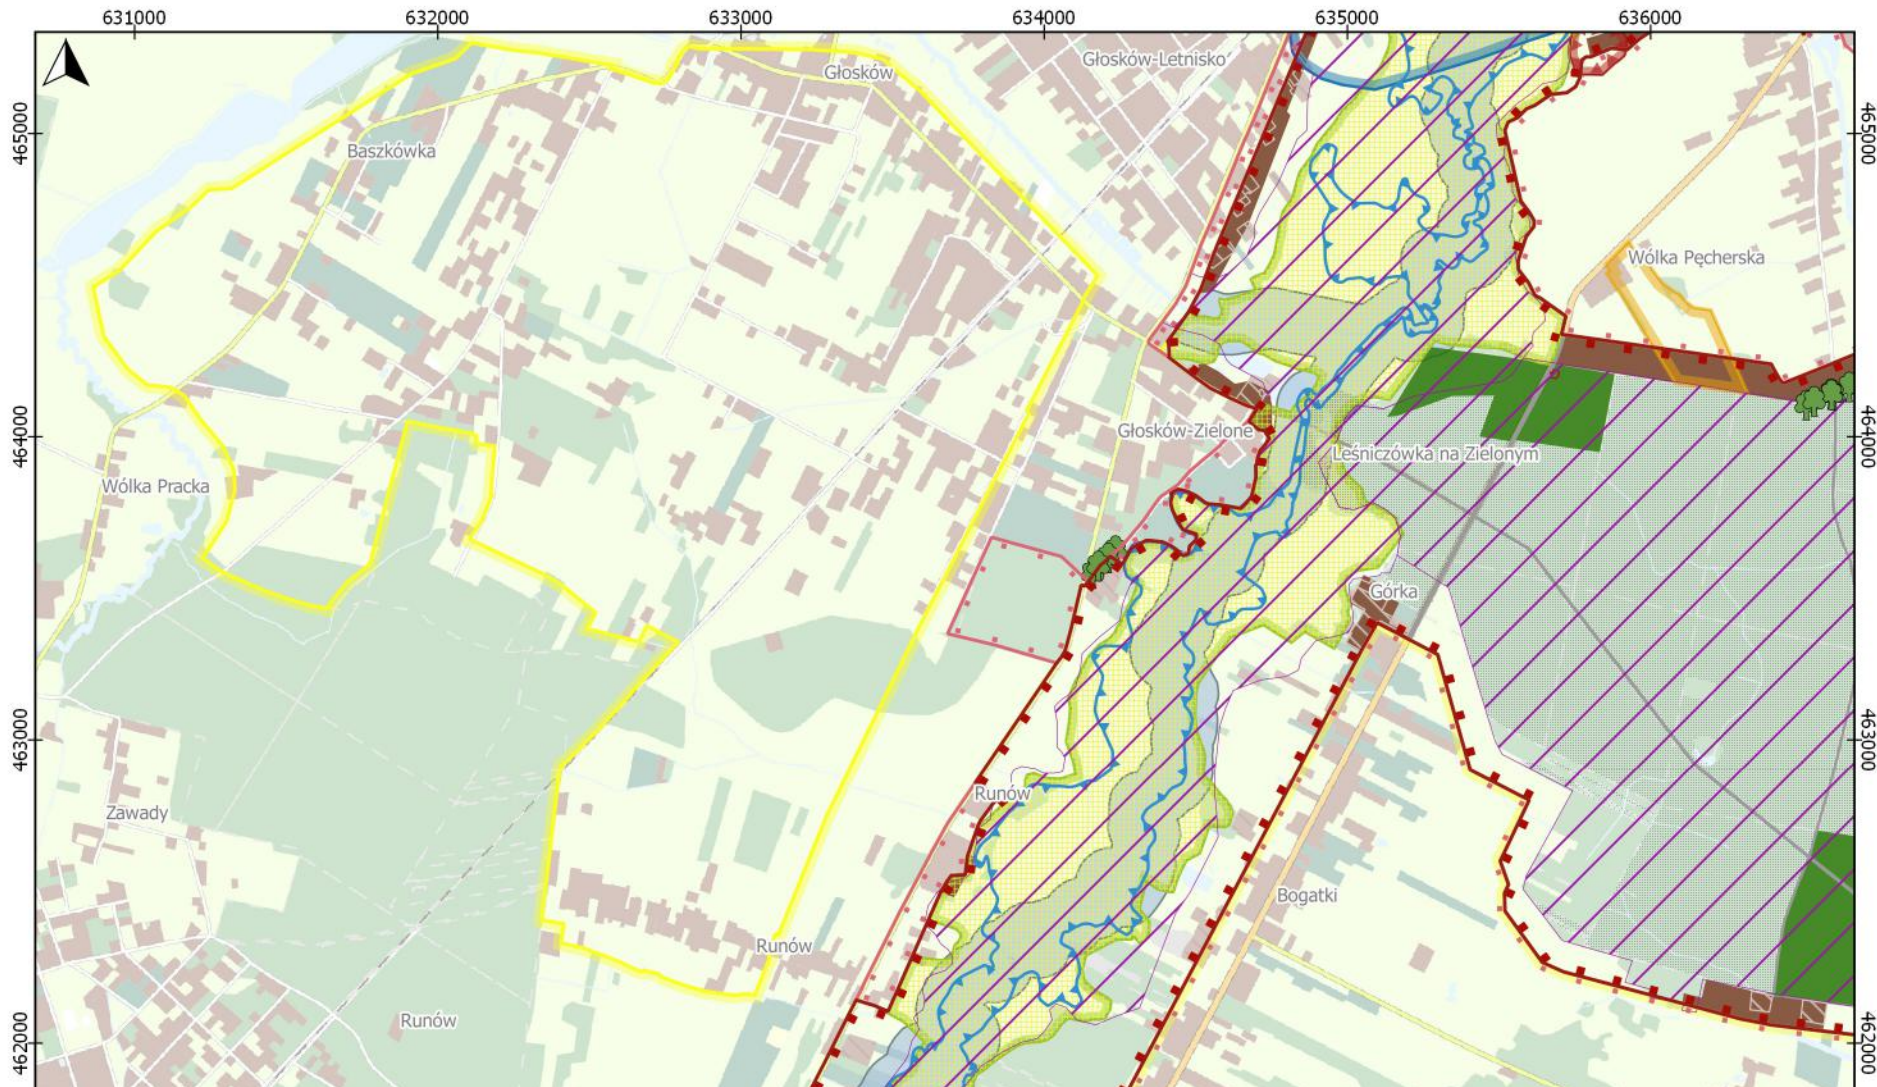 631000 632000 633000 634000 635000 636000
Głosków
Głosków-Letnisko
465000
465000
Baszkówka
Wólka Pęcherska
464000
464000
Głosków-Zielone
Leśniczówka na Zielonym
Wólka Pracka
Górka
463000
463000
Runów
Zawady
Bogatki
Runów
Runów
462000
462000